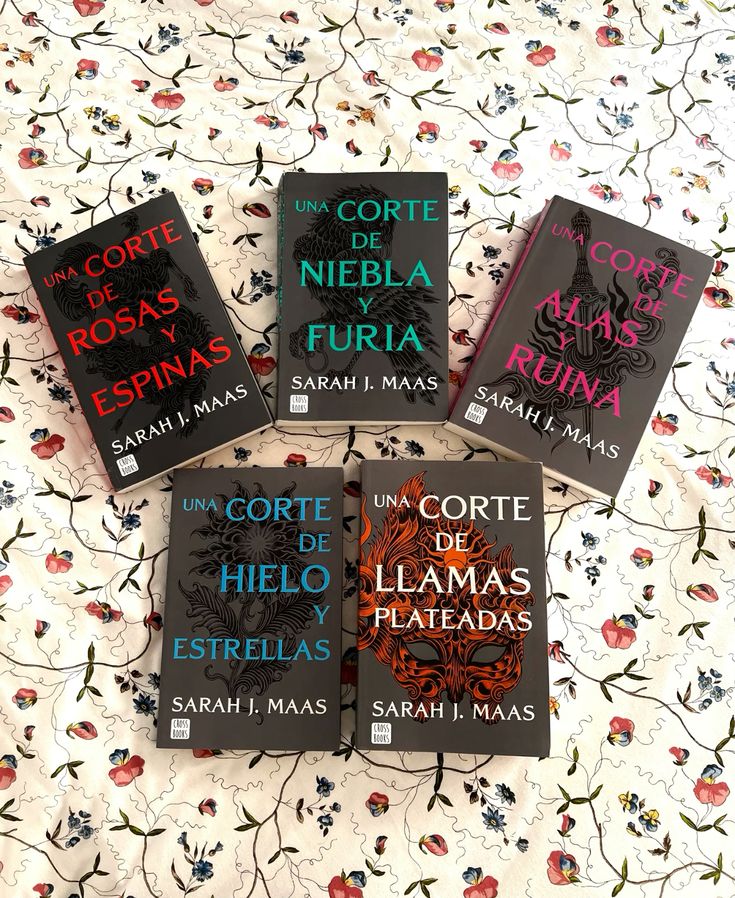 UNA CORTE
DE
ROSAS
Y
ESPINAS
SARAH J. MAAS
CROSS
BOOKS
UNA CORTE
DE
NIEBLA
Y
FURIA
SARAH J. MAAS
CROSS
BOOKS
UNA CORTE
DE
ALAS
Y
RUINA
SARAH J. MAAS
CROSS
BOOKS
UNA CORTE
DE
HIELO
Y
ESTRELLAS
SARAH J. MAAS
CROSS
BOOKS
UNA CORTE
DE
LLAMAS
PLATEADAS
SARAH J. MAAS
CROSS
BOOKS